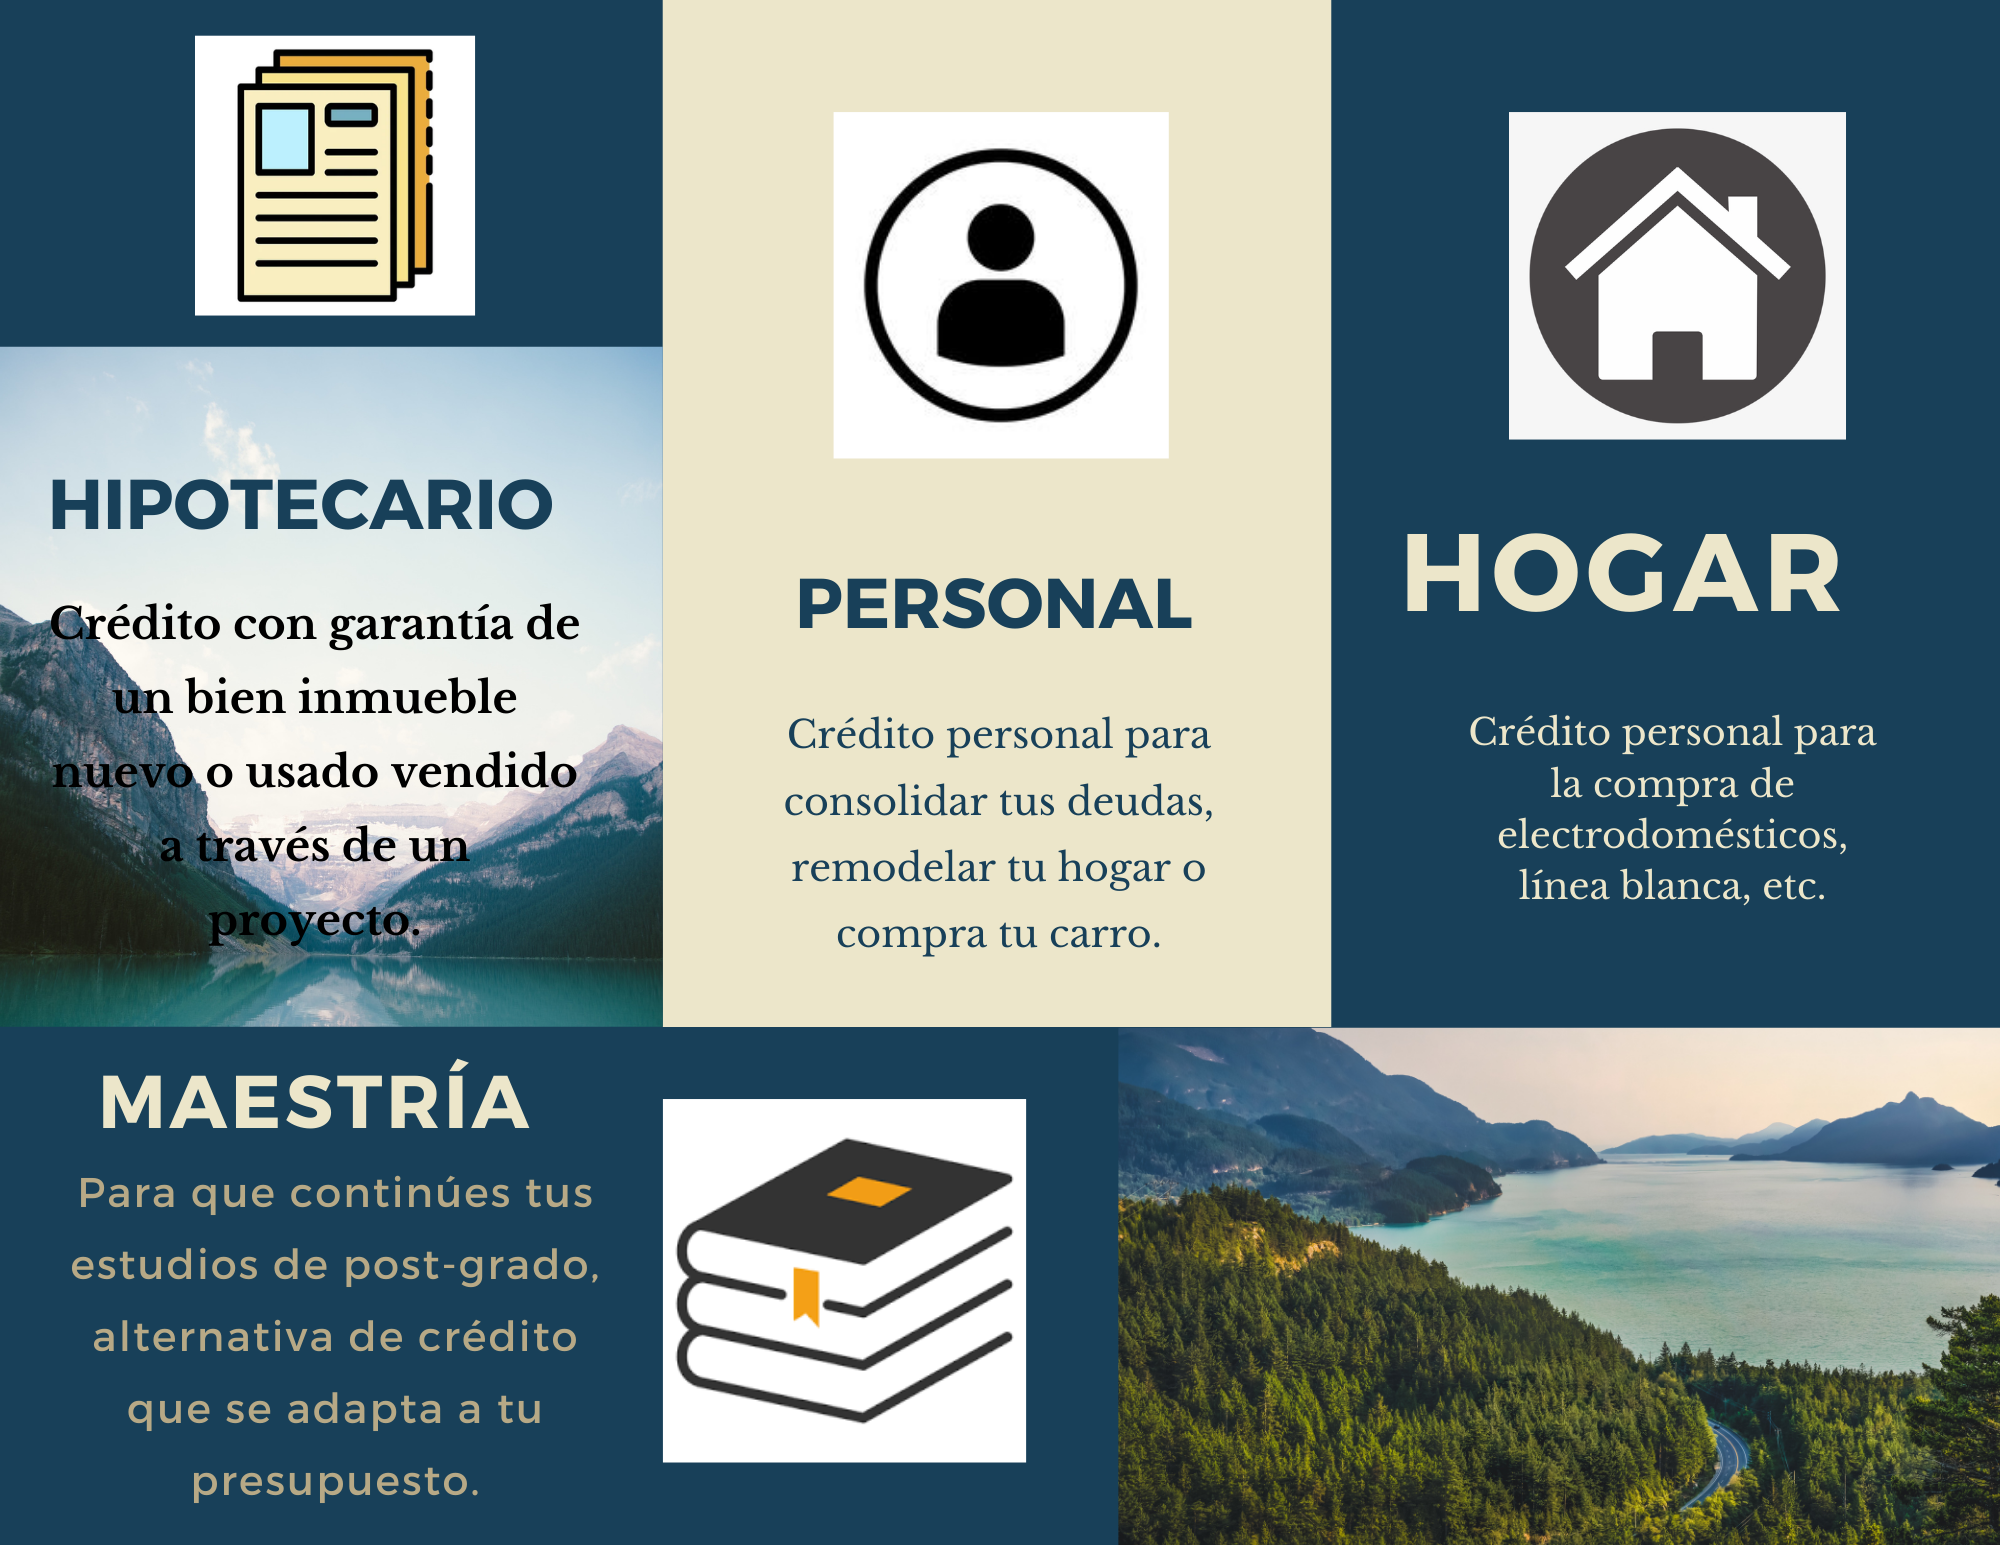 HIPOTECARIO
Crédito con garantía de
un bien inmueble
nuevo o usado vendido
a través de un
proyecto.
PERSONAL
Crédito personal para
consolidar tus deudas,
remodelar tu hogar o
compra tu carro.
HOGAR
Crédito personal para
la compra de
electrodomésticos,
línea blanca, etc.
MAESTRÍA
Para que continúes tus
estudios de post-grado,
alternativa de crédito
que se adapta a tu
presupuesto.